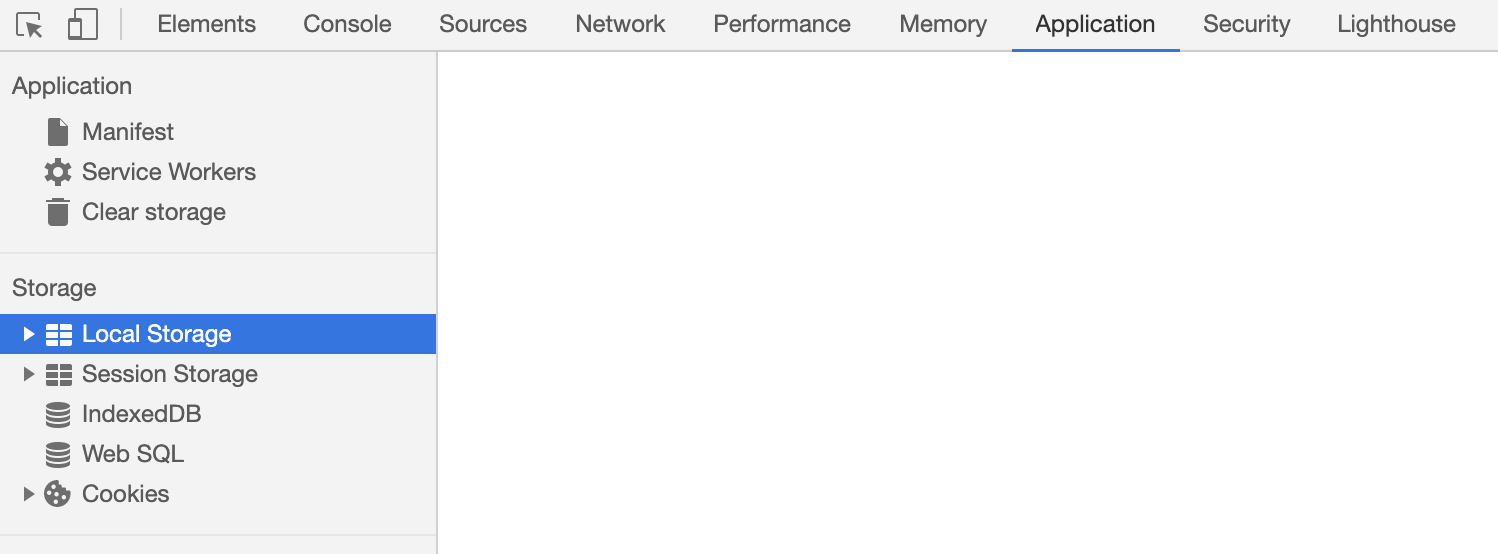 Elements Console Sources Network Performance Memory Application Security Lighthouse
Application
Manifest
Service Workers
Clear storage
Storage
Local Storage
Session Storage
IndexedDB
Web SQL
Cookies